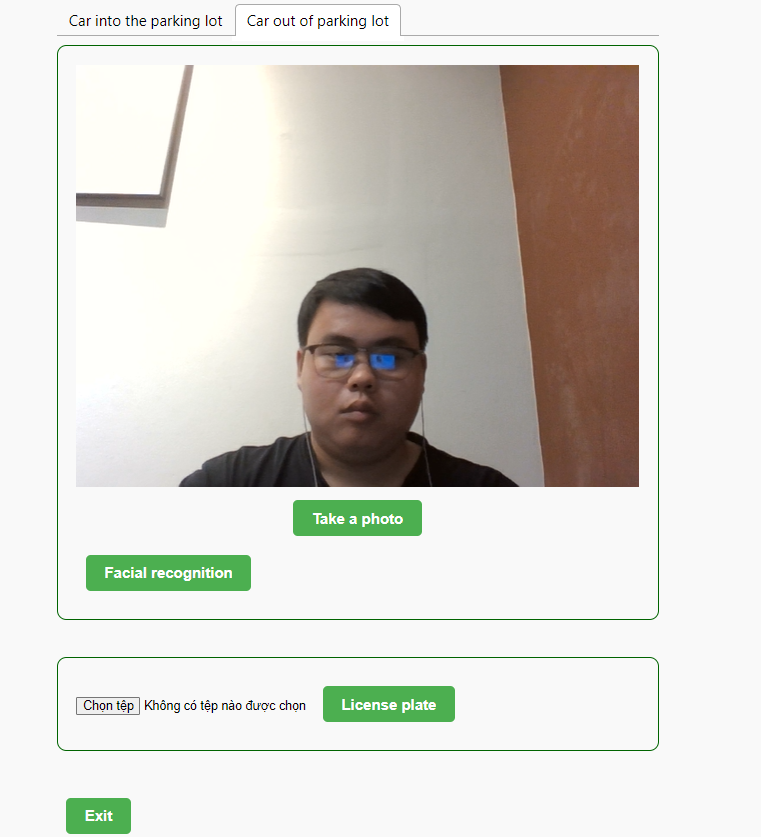 Car into the parking lot
Car out of parking lot
Take a photo
Facial recognition
Chọn tệp Không có tệp nào được chọn
License plate
Exit